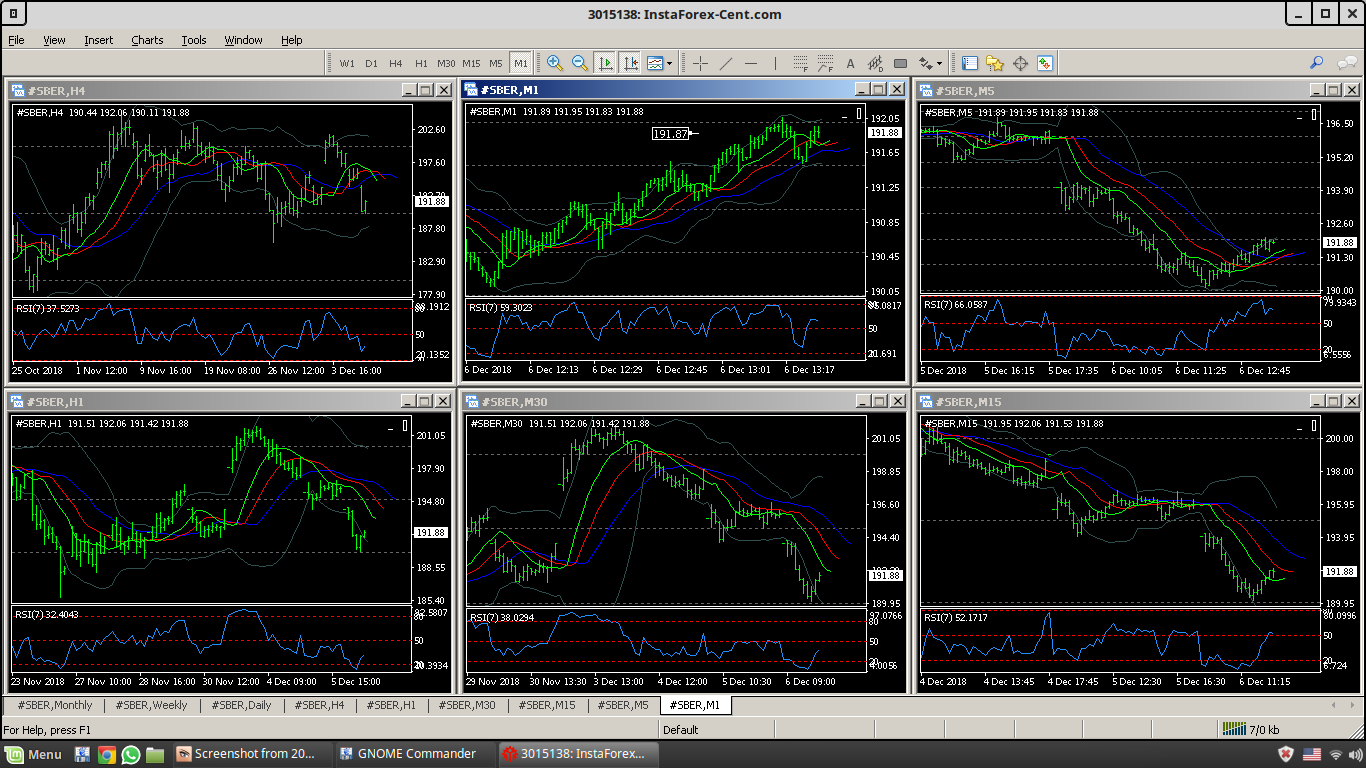 3015138: InstaForex-Cent.com
File View Insert Charts Tools Window Help
W1 D1 H4 H1 M30 M15 M5 M1
#SBER,H4
#SBER,H4 190.44 192.06 190.11 191.88
202.60
197.60
191.88
187.80
182.90
177.90
RSI(7) 37.5273
50
20.1352
25 Oct 2018 1 Nov 12:00 9 Nov 16:00 19 Nov 08:00 26 Nov 12:00 3 Dec 16:00
#SBER,M1
#SBER,M1 191.89 191.95 191.83 191.88
191.87
192.05
191.88
191.65
191.25
190.85
190.45
190.05
RSI(7) 59.3023
50
6 Dec 2018 6 Dec 12:13 6 Dec 12:29 6 Dec 12:45 6 Dec 13:01 6 Dec 13:17
#SBER,M5
#SBER,M5 191.89 191.95 191.83 191.88
196.50
195.20
193.90
192.60
191.88
191.30
190.00
RSI(7) 66.0587
79.9343
50
5 Dec 2018 5 Dec 16:15 5 Dec 17:35 6 Dec 10:05 6 Dec 11:25 6 Dec 12:45
#SBER,H1
#SBER,H1 191.51 192.06 191.42 191.88
201.05
197.90
194.80
191.88
188.55
185.40
RSI(7) 32.4043
82.5807
80
50
23 Nov 2018 27 Nov 10:00 28 Nov 16:00 30 Nov 12:00 4 Dec 09:00 5 Dec 15:00
#SBER,M30
#SBER,M30 191.51 192.06 191.42 191.88
201.05
198.85
196.60
194.40
191.88
189.95
RSI(7) 38.0294
97.0766
80
50
29 Nov 2018 30 Nov 13:30 3 Dec 13:00 4 Dec 12:00 5 Dec 10:30 6 Dec 09:00
#SBER,M15
#SBER,M15 191.95 192.06 191.53 191.88
200.00
198.00
195.95
193.95
191.88
189.95
RSI(7) 52.1717
80.0996
50
20
6.724
4 Dec 2018 4 Dec 13:45 4 Dec 17:45 5 Dec 12:30 5 Dec 16:30 6 Dec 11:15
#SBER,Monthly #SBER,Weekly #SBER,Daily #SBER,H4 #SBER,H1 #SBER,M30 #SBER,M15 #SBER,M5 #SBER,M1
For Help, press F1 Default 7/0 kb
Menu Screenshot from 20... GNOME Commander 3015138: InstaForex...